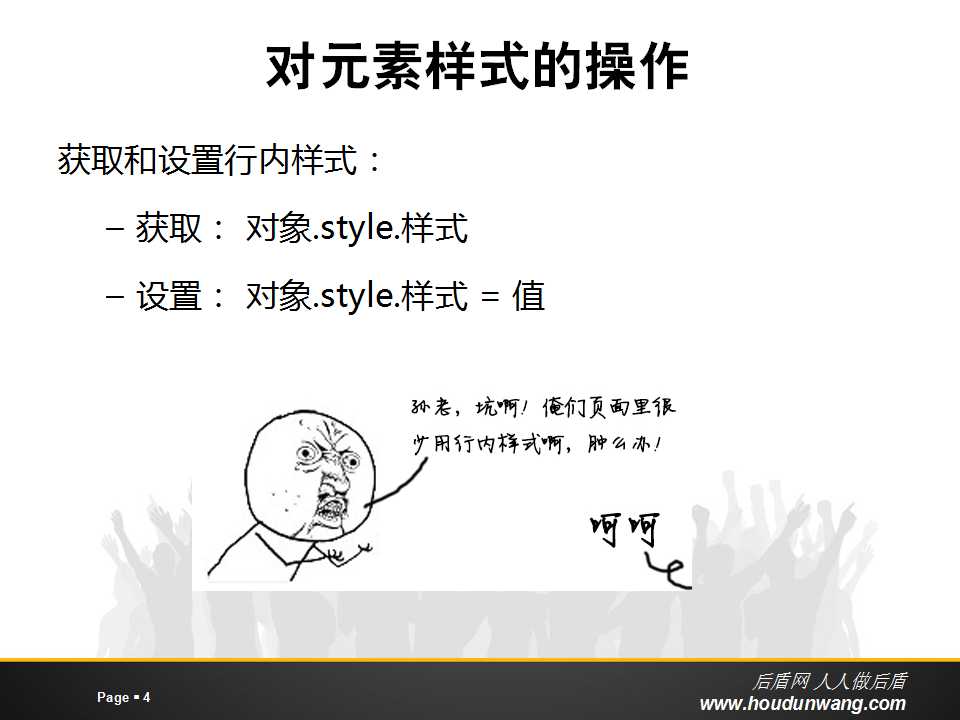 对元素样式的操作
获取和设置行内样式：
– 获取： 对象.style.样式
– 设置： 对象.style.样式 = 值
孙老，坑啊！俺们页面里很
少用行内样式啊，肿么办！
呵呵
Page ▪ 4
后盾网 人人做后盾
www.houdunwang.com